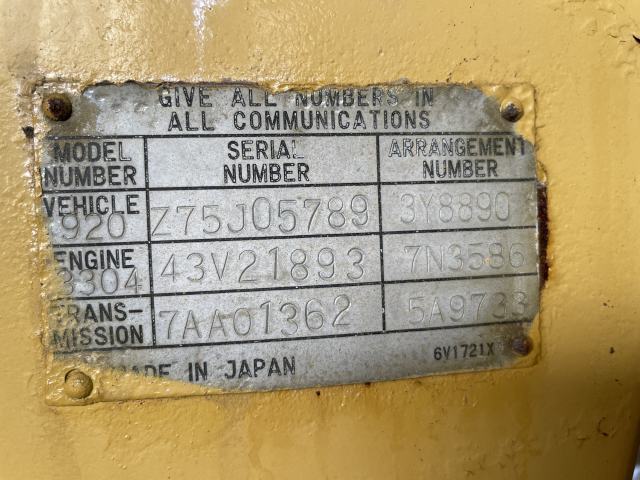 GIVE ALL NUMBERS IN
ALL COMMUNICATIONS
MODEL NUMBER SERIAL NUMBER ARRANGEMENT NUMBER
VEHICLE 920 Z75J05789 3Y8890
ENGINE 3304 43V21893 7N3586
TRANS-MISSION 7AA01362 5A9733
MADE IN JAPAN 6V1721X